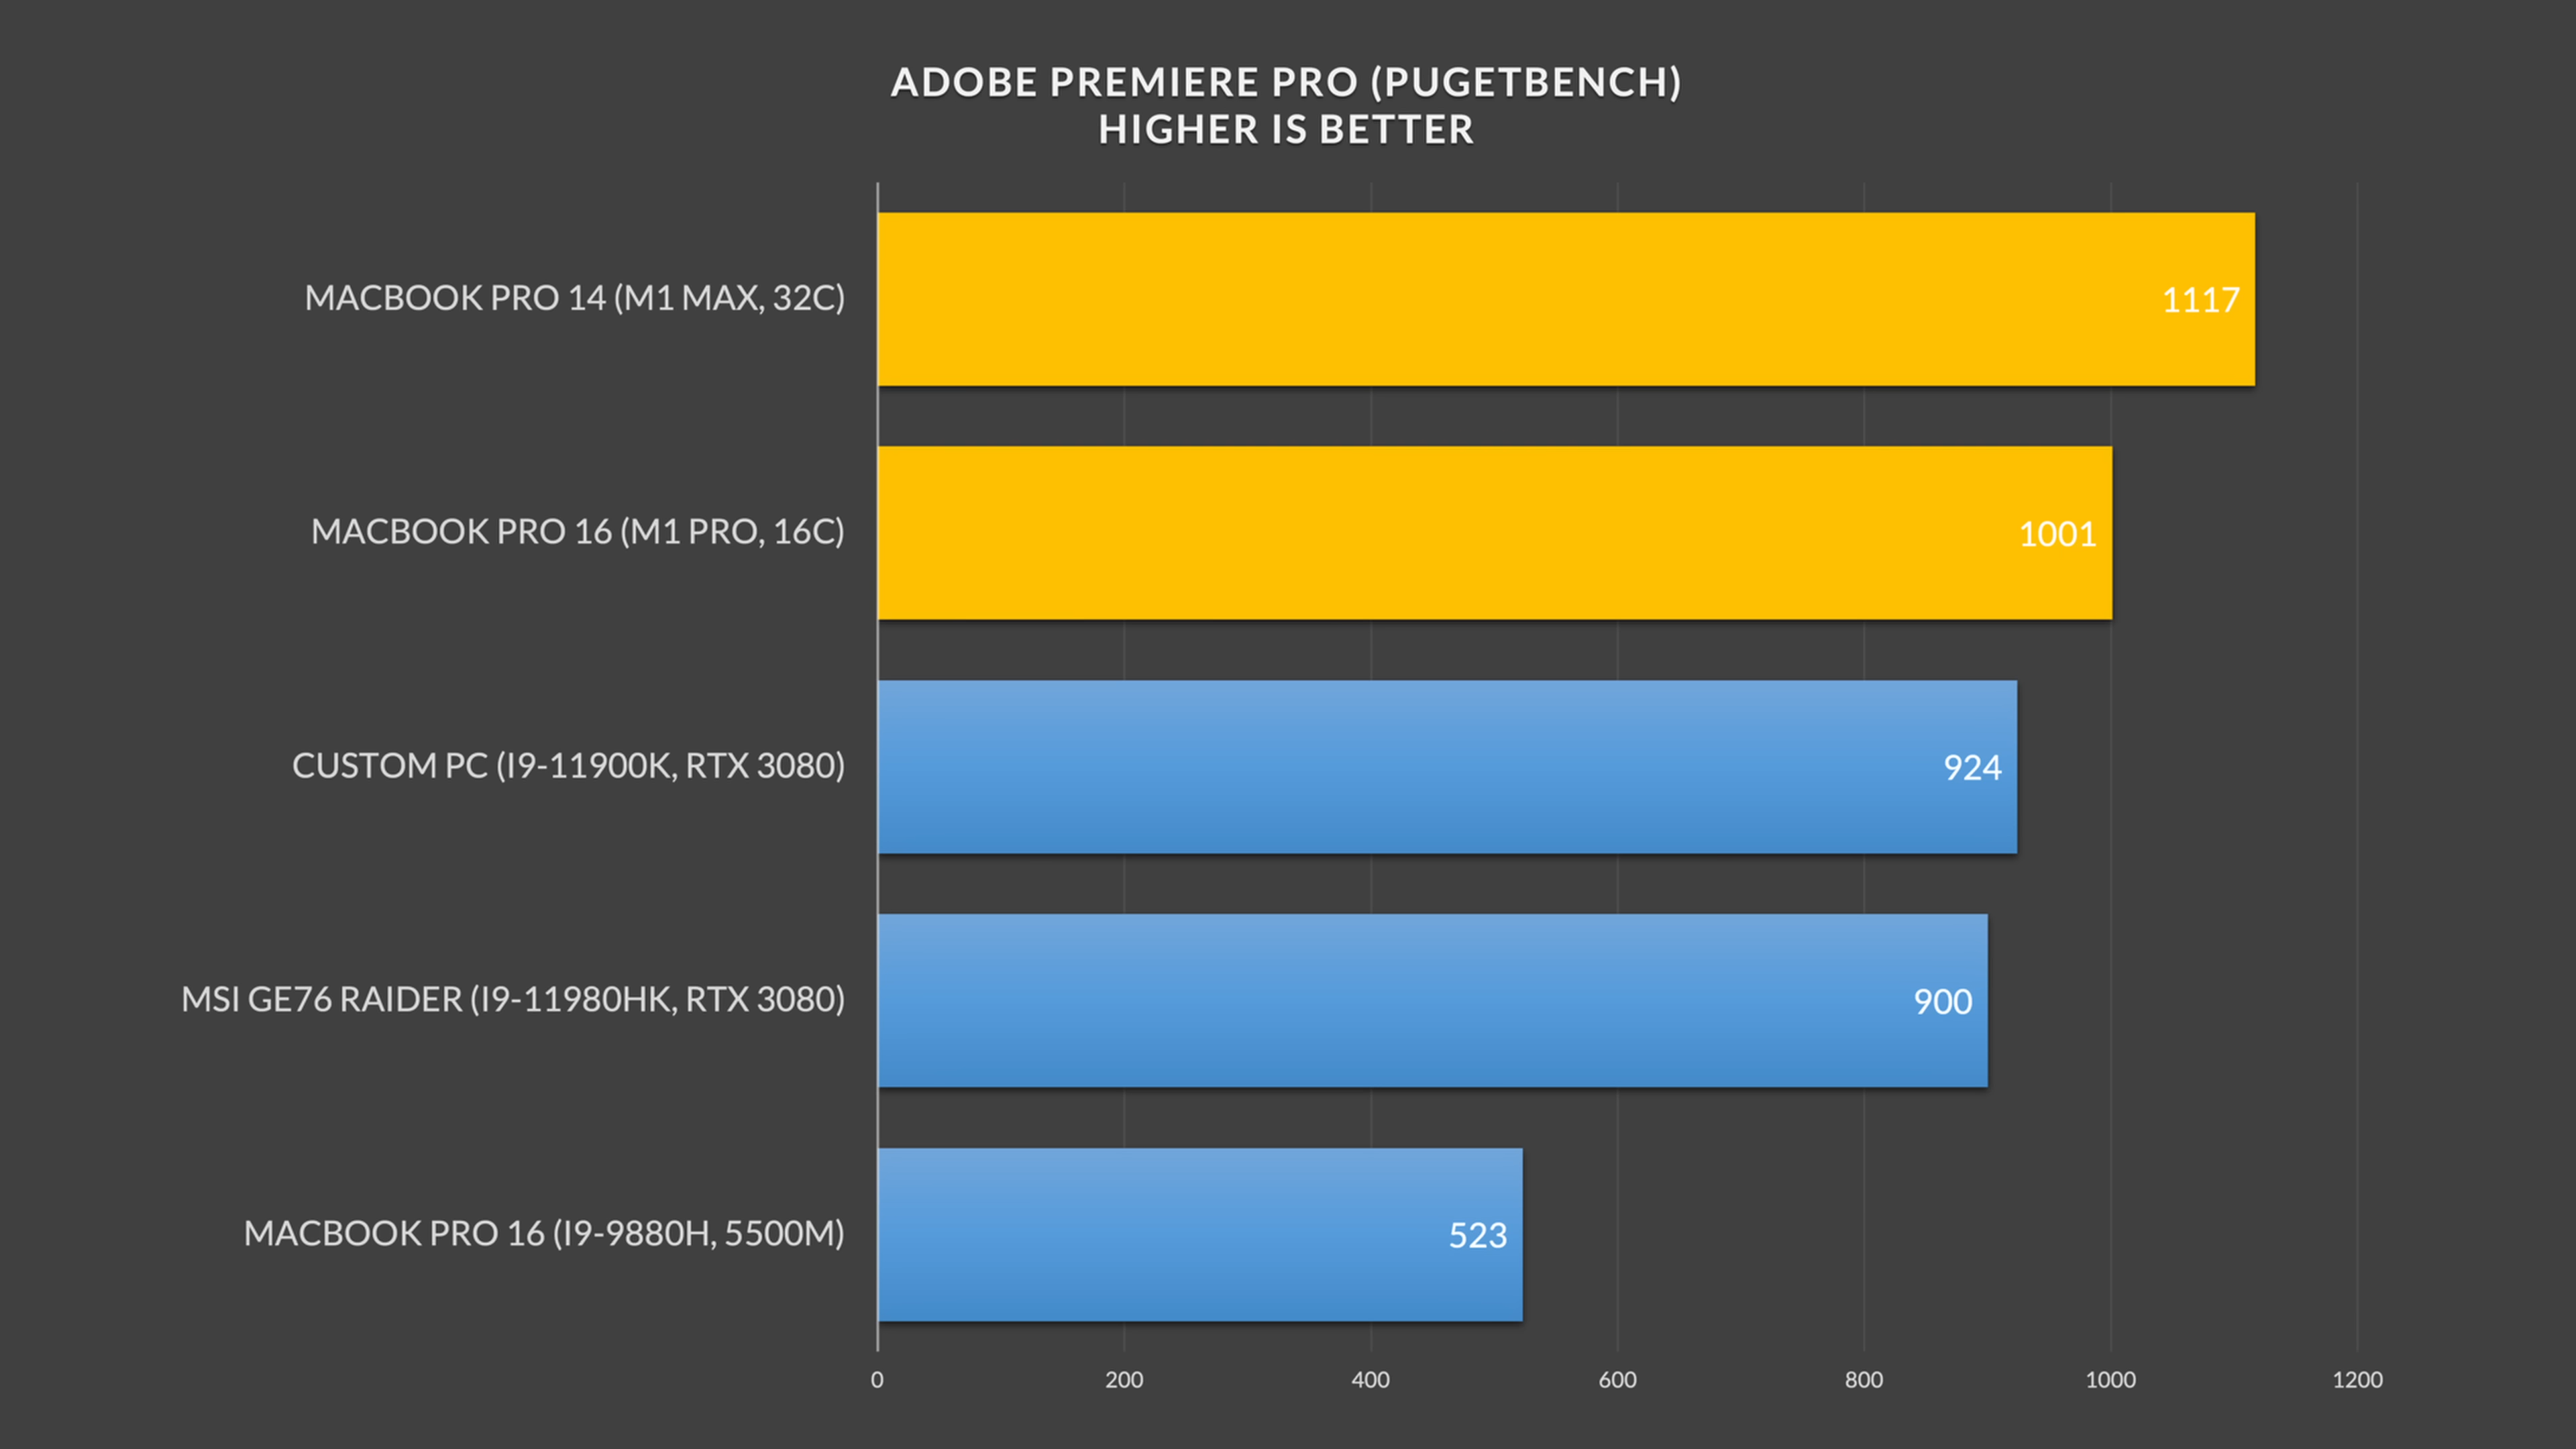 ADOBE PREMIERE PRO (PUGETBENCH)
HIGHER IS BETTER
MACBOOK PRO 14 (M1 MAX, 32C)
1117
MACBOOK PRO 16 (M1 PRO, 16C)
1001
CUSTOM PC (I9-11900K, RTX 3080)
924
MSI GE76 RAIDER (I9-11980HK, RTX 3080)
900
MACBOOK PRO 16 (I9-9880H, 5500M)
523
0 200 400 600 800 1000 1200